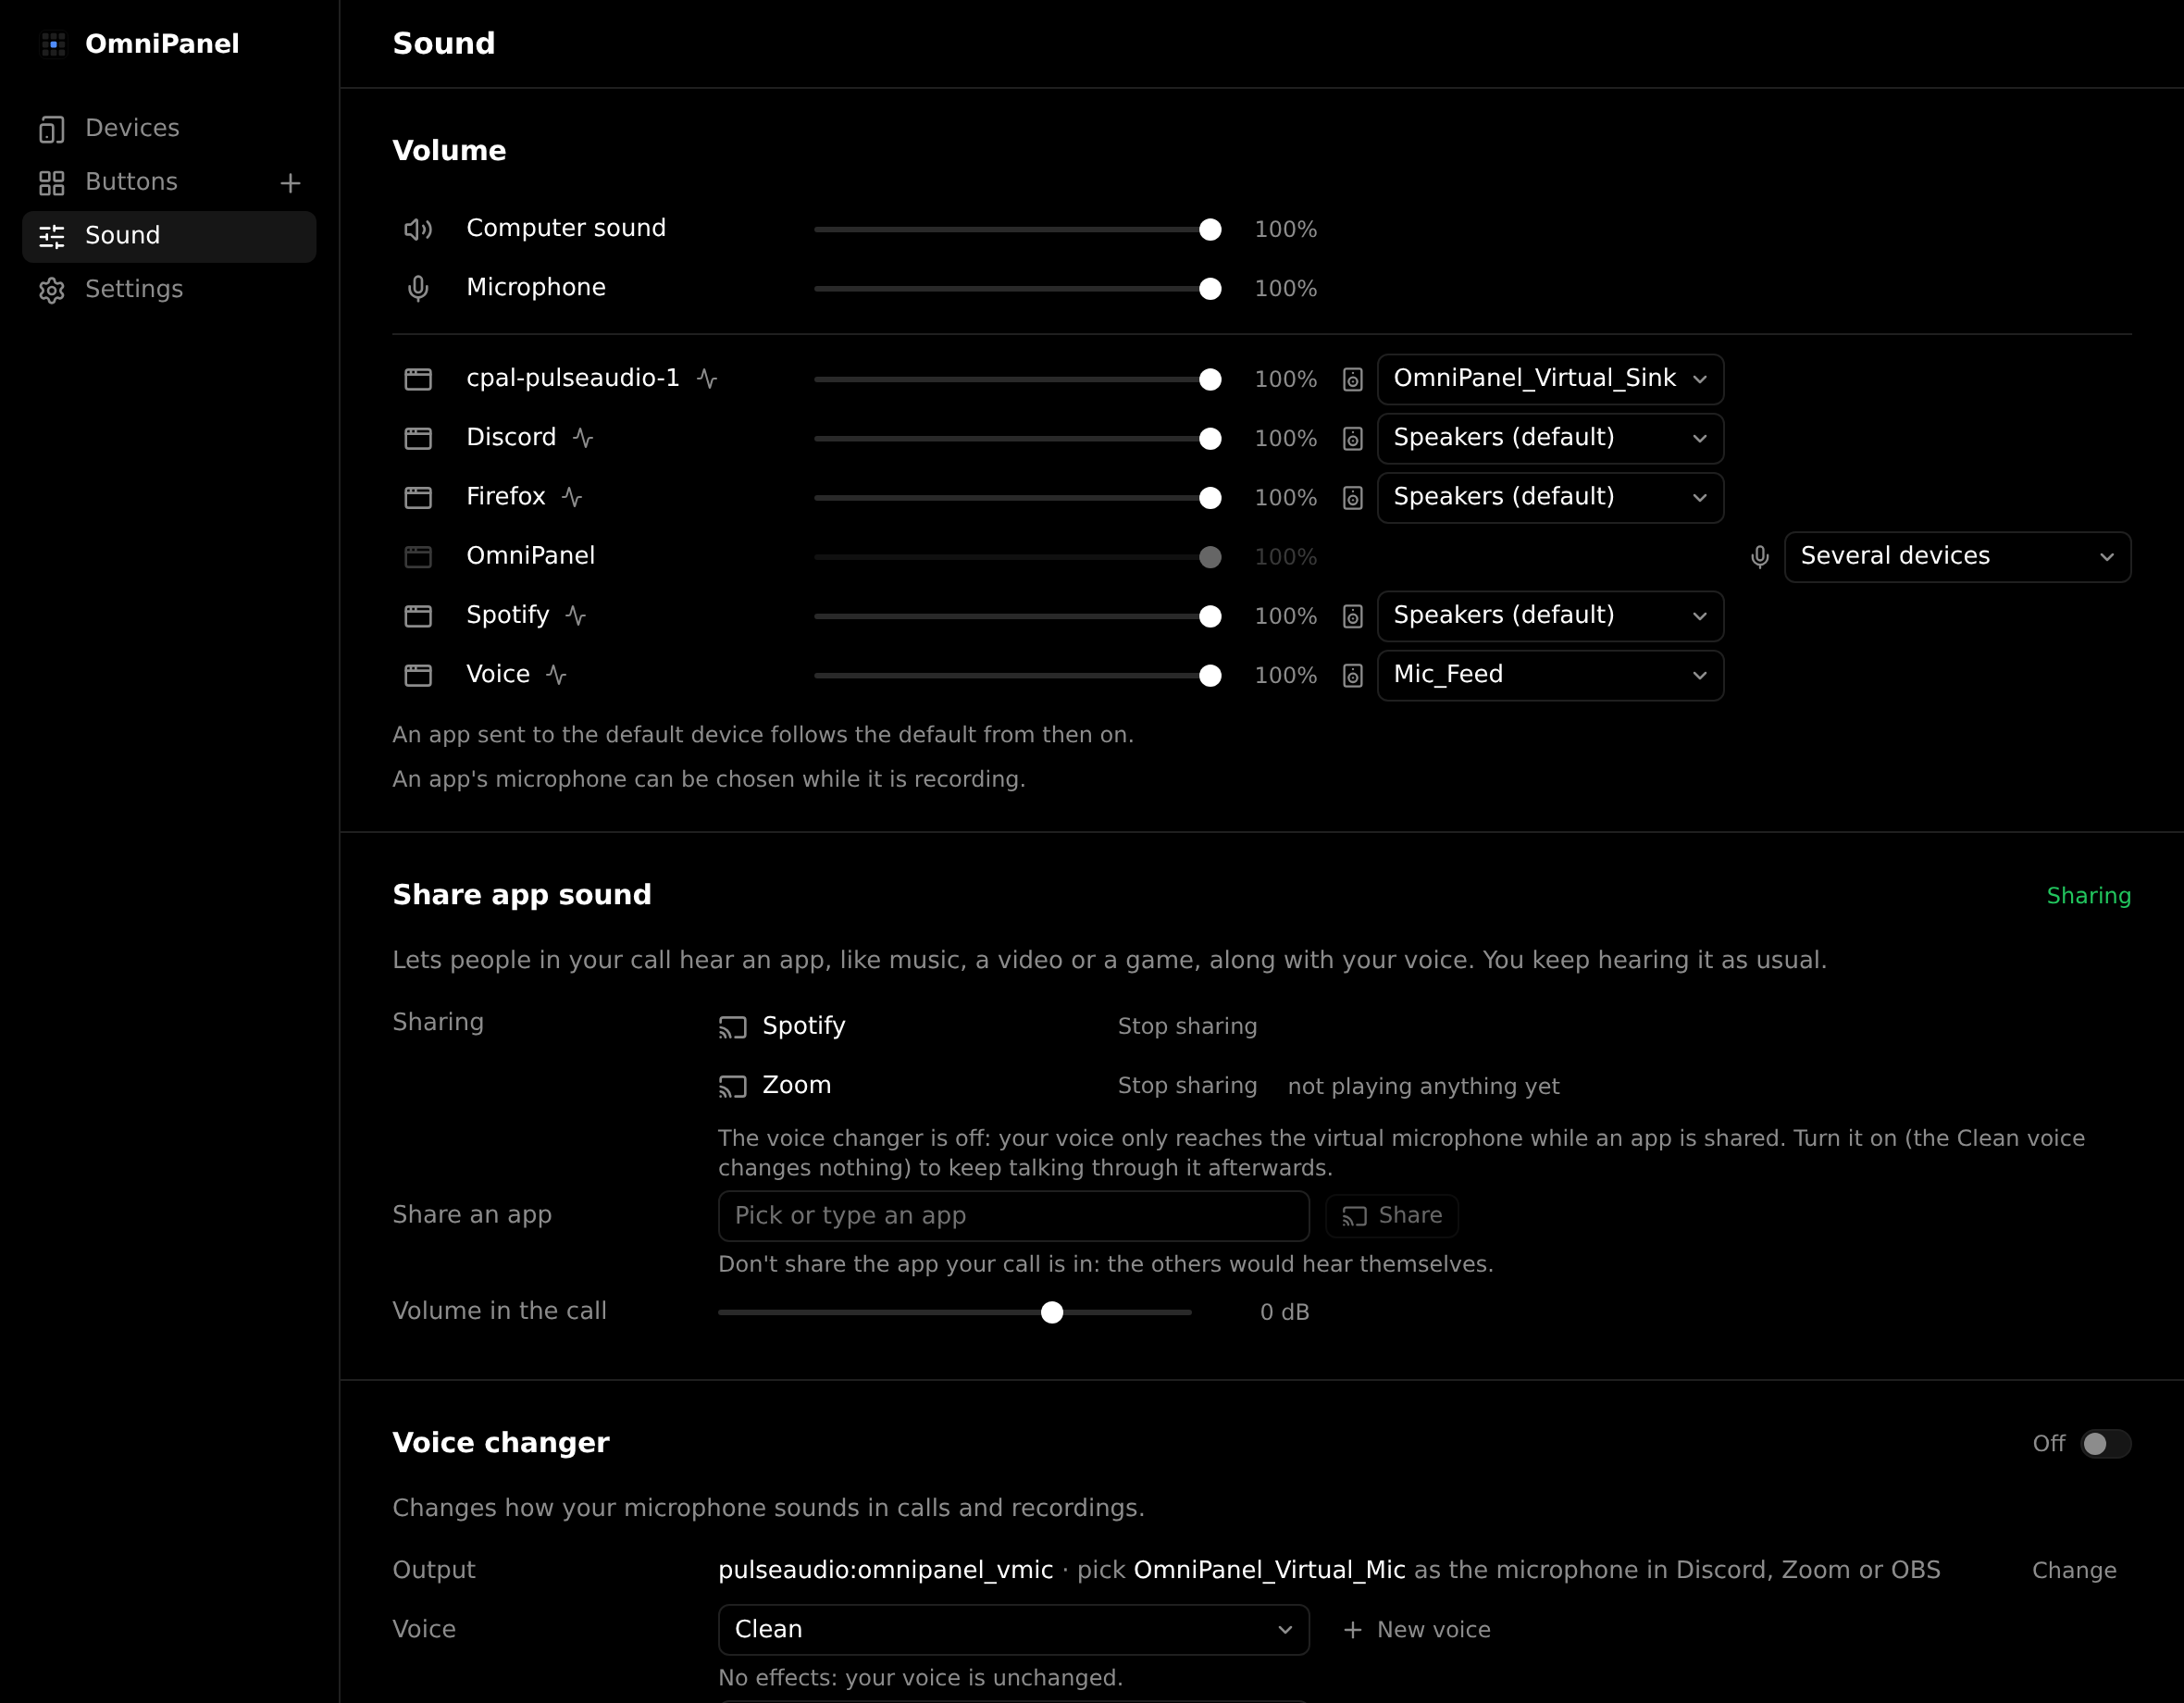 OmniPanel
Devices
Buttons
Sound
Settings
Sound
Volume
Computer sound 100%
Microphone 100%
cpal-pulseaudio-1 100% OmniPanel_Virtual_Sink
Discord 100% Speakers (default)
Firefox 100% Speakers (default)
OmniPanel 100% Several devices
Spotify 100% Speakers (default)
Voice 100% Mic_Feed
An app sent to the default device follows the default from then on.
An app's microphone can be chosen while it is recording.
Share app sound Sharing
Lets people in your call hear an app, like music, a video or a game, along with your voice. You keep hearing it as usual.
Sharing Spotify Stop sharing
Zoom Stop sharing not playing anything yet
The voice changer is off: your voice only reaches the virtual microphone while an app is shared. Turn it on (the Clean voice
changes nothing) to keep talking through it afterwards.
Share an app Pick or type an app Share
Don't share the app your call is in: the others would hear themselves.
Volume in the call 0 dB
Voice changer Off
Changes how your microphone sounds in calls and recordings.
Output pulseaudio:omnipanel_vmic · pick OmniPanel_Virtual_Mic as the microphone in Discord, Zoom or OBS Change
Voice Clean New voice
No effects: your voice is unchanged.